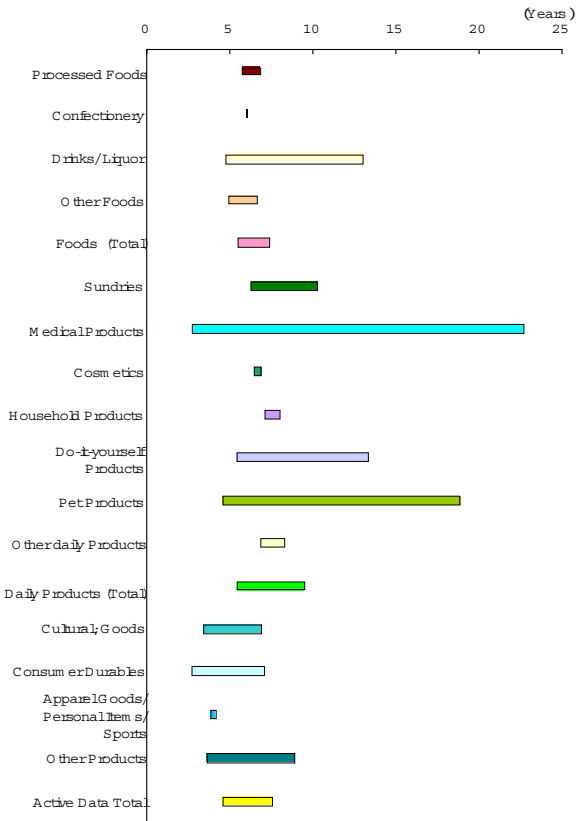 (Years)
0 5 10 15 20 25
Processed Foods
Confectionery
Drinks/Liquor
Other Foods
Foods (Total)
Sundries
Medical Products
Cosmetics
Household Products
Do-it-yourself
Products
Pet Products
Other daily Products
Daily Products (Total)
Cultural;Goods
Consumer Durables
Apparel Goods/
Personal Items/
Sports
Other Products
Active Data Total